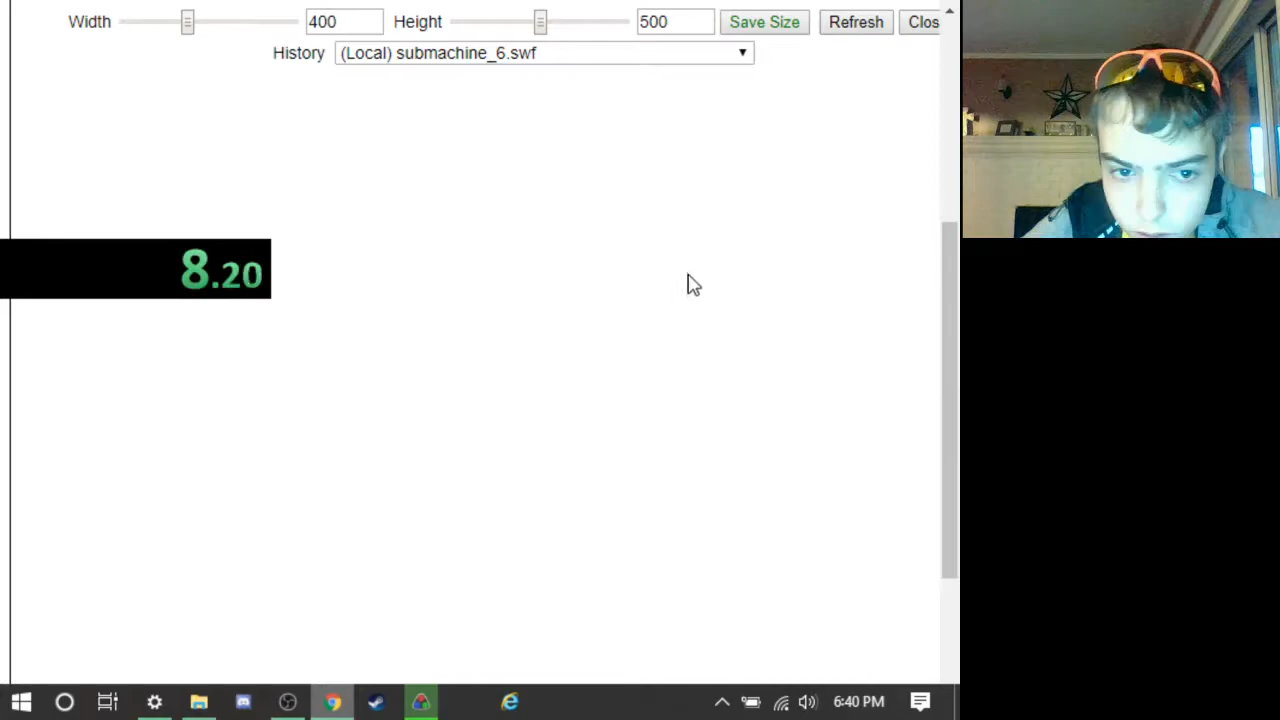 Width 400 Height 500 Save Size Refresh Clos
History (Local) submachine_6.swf
8.20
6:40 PM